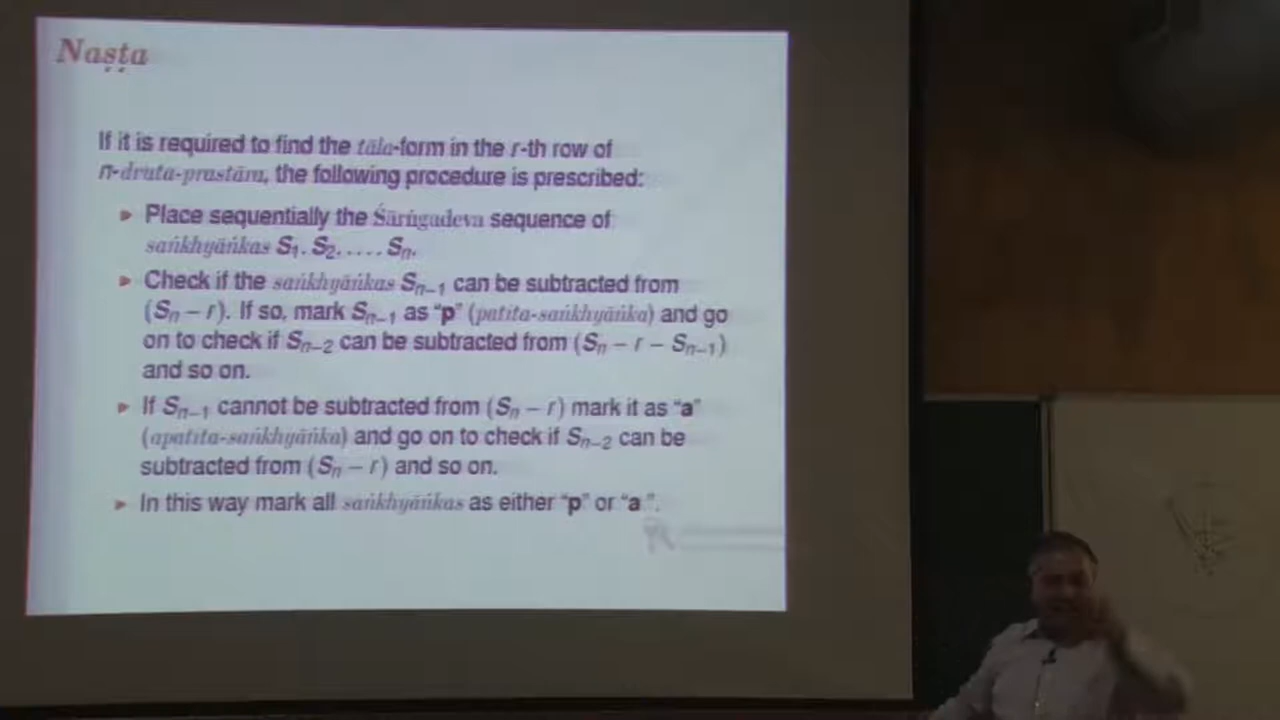 Naṣṭa
If it is required to find the tāla-form in the r-th row of
n-druta-prastāra, the following procedure is prescribed:
Place sequentially the Śārṅgadeva sequence of
saṅkhyāṅkas S₁, S₂, . . . . Sₙ.
Check if the saṅkhyāṅkas Sₙ₋₁ can be subtracted from
(Sₙ − r). If so, mark Sₙ₋₁ as "p" (patita-saṅkhyāṅka) and go
on to check if Sₙ₋₂ can be subtracted from (Sₙ − r − Sₙ₋₁)
and so on.
If Sₙ₋₁ cannot be subtracted from (Sₙ − r) mark it as "a"
(apatita-saṅkhyāṅka) and go on to check if Sₙ₋₂ can be
subtracted from (Sₙ − r) and so on.
In this way mark all saṅkhyāṅkas as either "p" or "a".